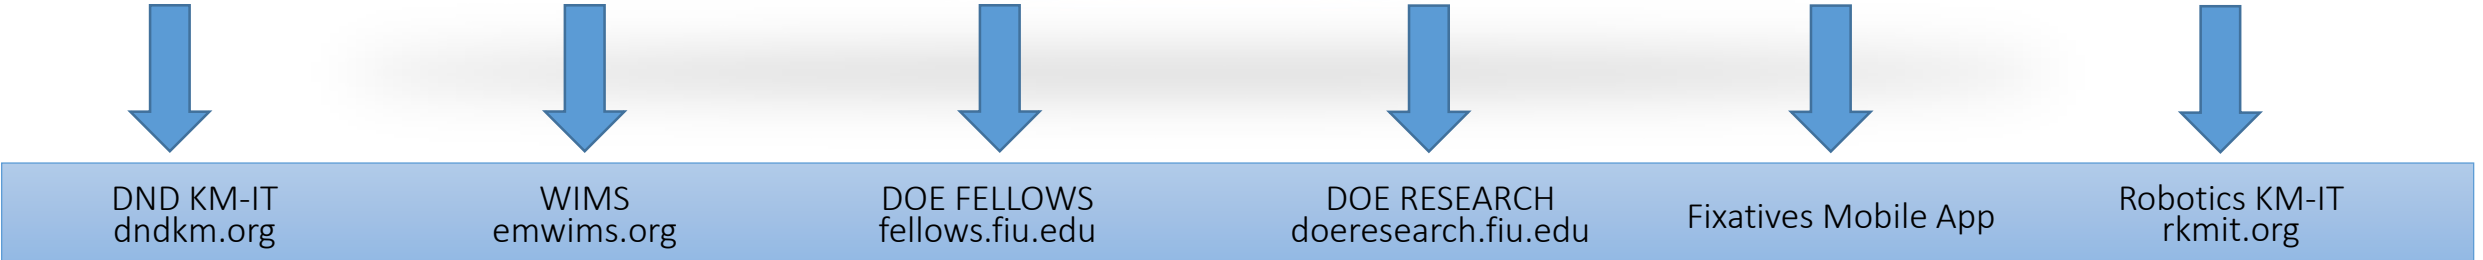 DND KM-IT
dndkm.org
WIMS
emwims.org
DOE FELLOWS
fellows.fiu.edu
DOE RESEARCH
doeresearch.fiu.edu
Fixatives Mobile App
Robotics KM-IT
rkmit.org